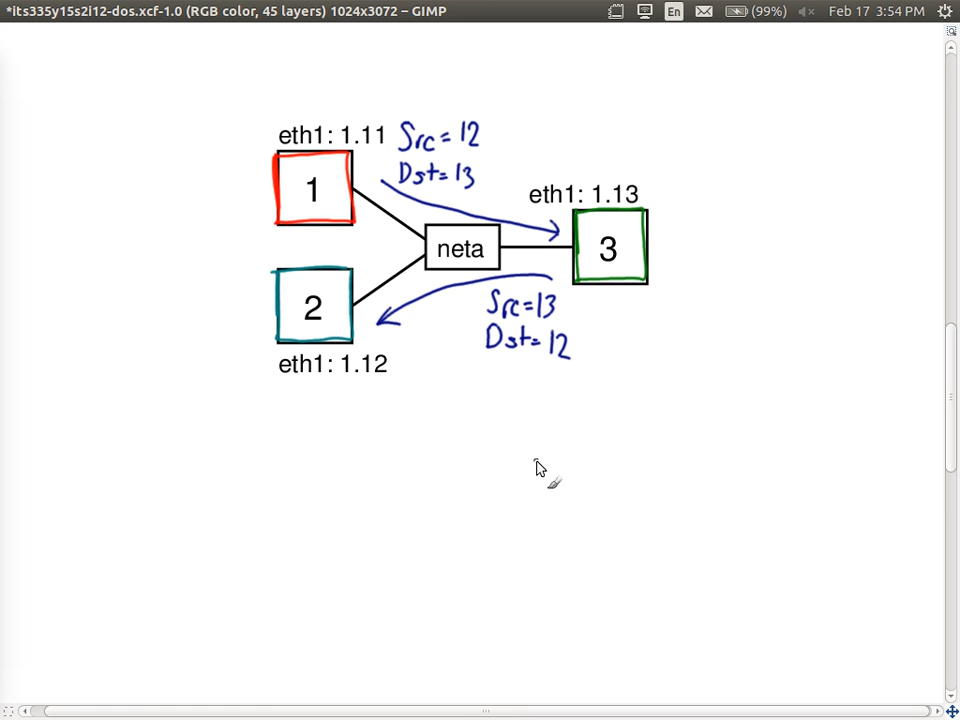 *its335y15s2i12-dos.xcf-1.0 (RGB color, 45 layers) 1024x3072 – GIMP
En
(99%)
Feb 17 3:54 PM
eth1: 1.11
Src = 12
Dst = 13
1
eth1: 1.13
neta
3
2
Src = 13
Dst = 12
eth1: 1.12